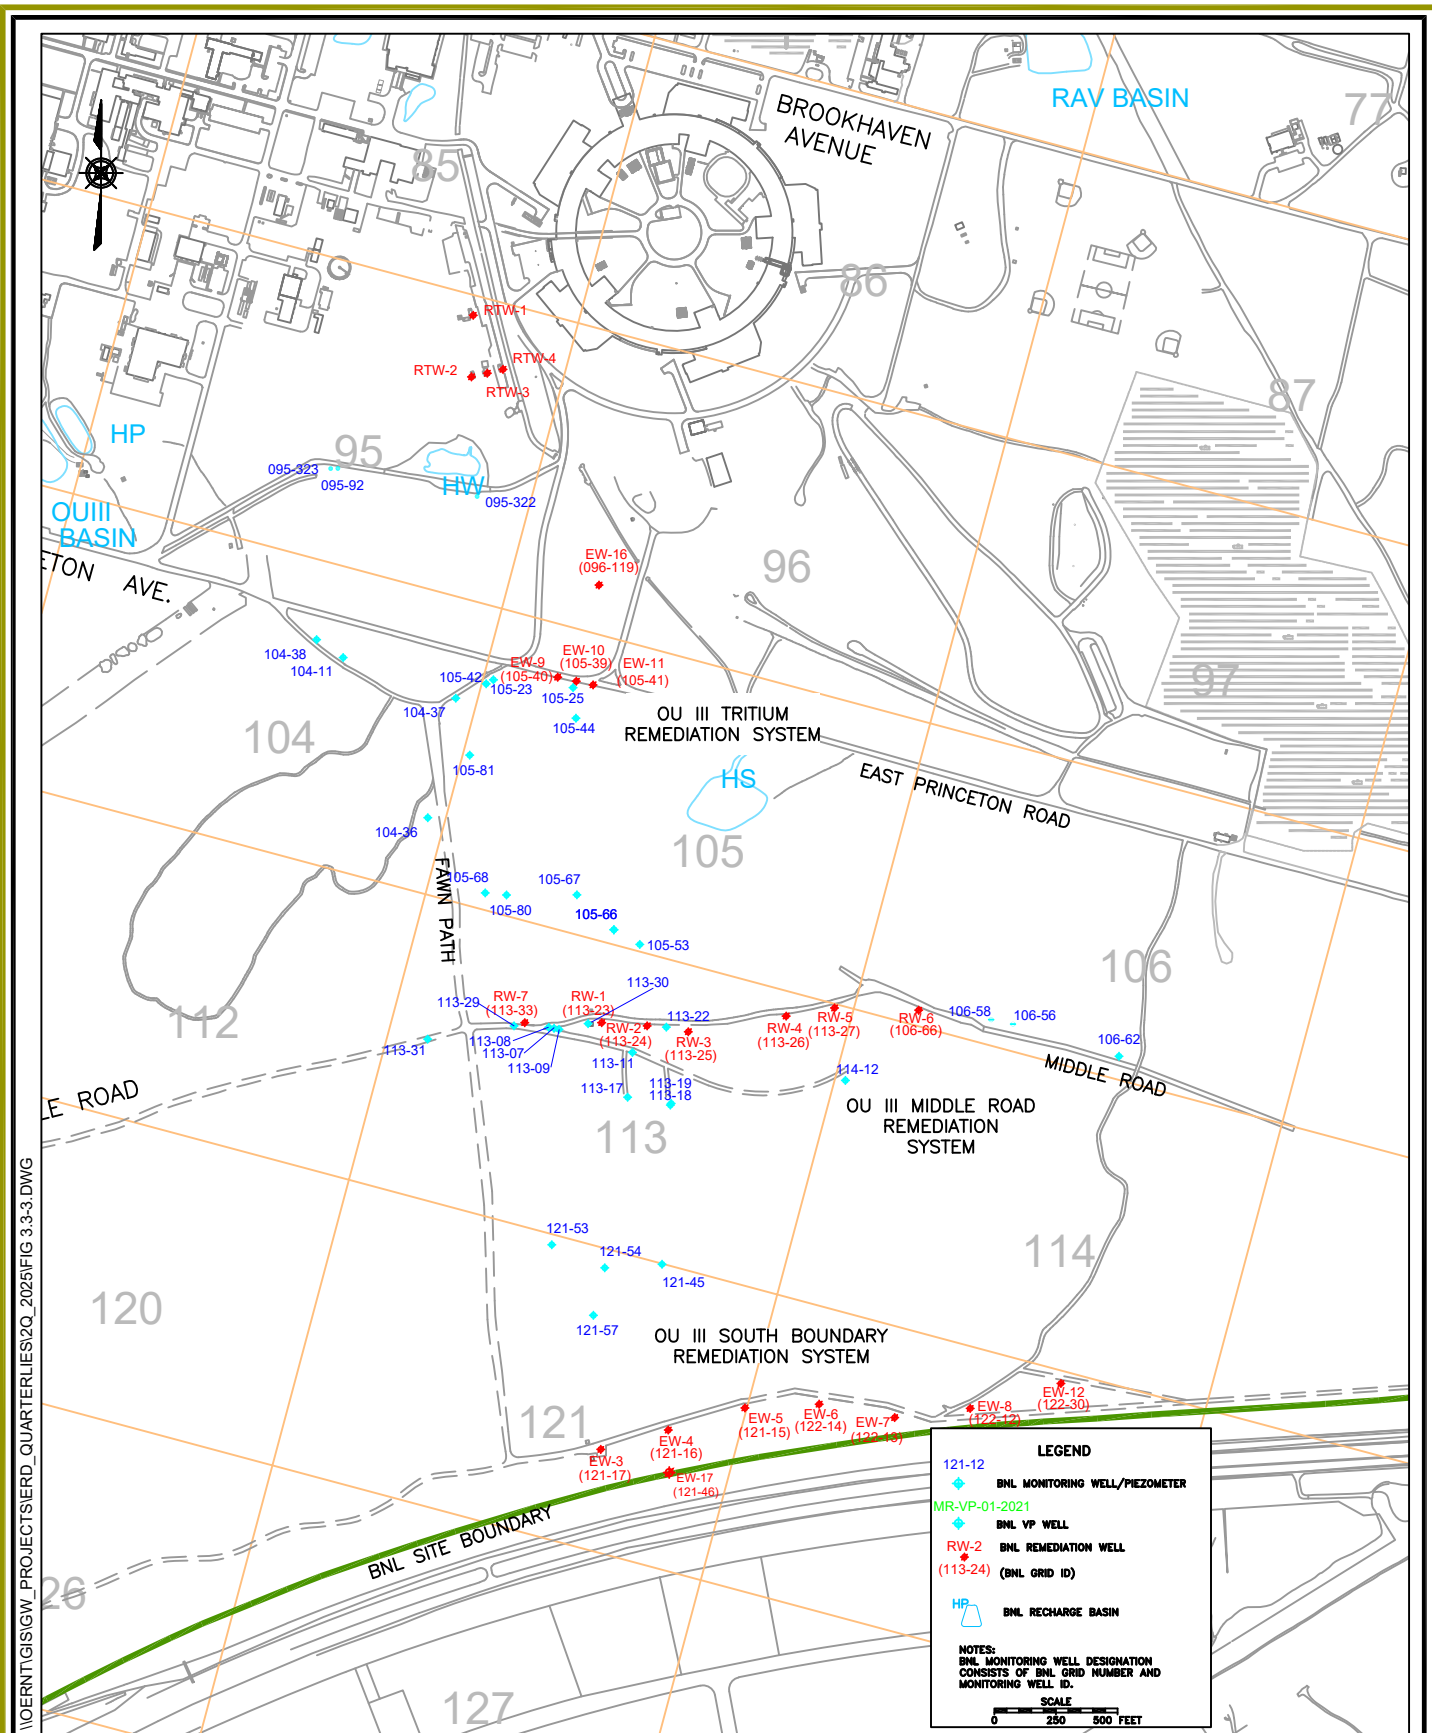 BROOKHAVEN
AVENUE
RAV BASIN
77
85
86
RTW-1
RTW-4
RTW-2
RTW-3
87
HP
95
095-323
095-92
HW
095-322
OUIII
BASIN
ETON AVE.
EW-16
(096-119)
96
97
104-38
104-11
EW-9
(105-40)
EW-10
(105-39)
EW-11
(105-41)
105-42
105-23
105-25
104-37
105-44
OU III TRITIUM
REMEDIATION SYSTEM
104
105-81
HS
EAST PRINCETON ROAD
104-36
105
FAWN PATH
105-68
105-80
105-67
105-66
105-53
106
112
113-29
RW-7
(113-33)
RW-1
(113-23)
113-30
RW-2
(113-24)
113-22
RW-3
(113-25)
RW-4
(113-26)
RW-5
(113-27)
RW-6
(106-66)
106-58
106-56
106-62
113-31
113-08
113-07
113-09
113-11
113-17
113-19
113-18
114-12
MIDDLE ROAD
LE ROAD
OU III MIDDLE ROAD
REMEDIATION
SYSTEM
113
121-53
121-54
121-45
114
120
121-57
OU III SOUTH BOUNDARY
REMEDIATION SYSTEM
121
EW-3
(121-17)
EW-4
(121-16)
EW-17
(121-46)
EW-5
(121-15)
EW-6
(122-14)
EW-7
(122-13)
EW-8
(122-12)
EW-12
(122-30)
BNL SITE BOUNDARY
26
127
LEGEND
121-12
BNL MONITORING WELL/PIEZOMETER
MR-VP-01-2021
BNL VP WELL
RW-2
BNL REMEDIATION WELL
(113-24)
(BNL GRID ID)
HP
BNL RECHARGE BASIN
NOTES:
BNL MONITORING WELL DESIGNATION
CONSISTS OF BNL GRID NUMBER AND
MONITORING WELL ID.
SCALE
0 250 500 FEET
\\OERNT\GIS\GW_PROJECTS\ERD_QUARTERLIES\2Q_2025\FIG 3.3-3.DWG